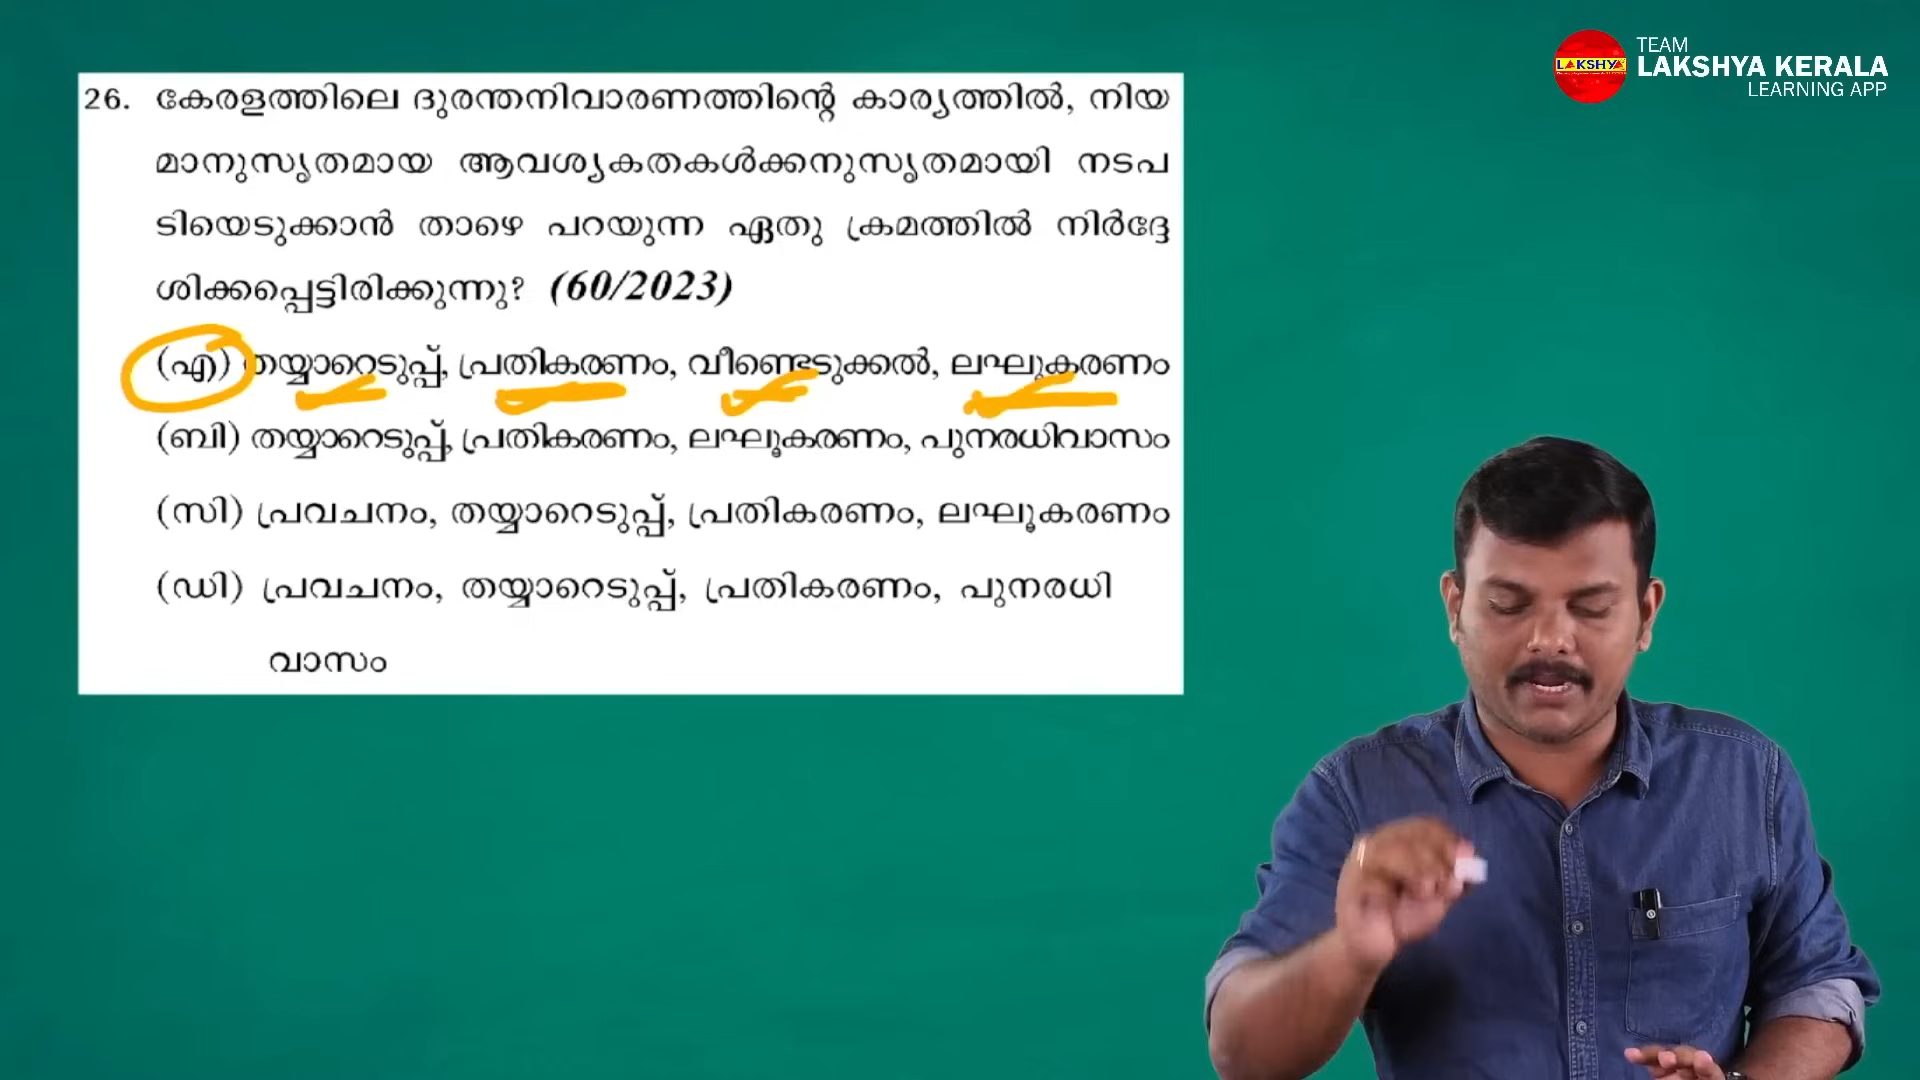 26. കേരളത്തിലെ ദുരന്തനിവാരണത്തിന്റെ കാര്യത്തിൽ, നിയ
മാനുസൃതമായ ആവശ്യകതകൾക്കനുസൃതമായി നടപ
ടിയെടുക്കാൻ താഴെ പറയുന്ന ഏതു ക്രമത്തിൽ നിർദ്ദേ
ശിക്കപ്പെട്ടിരിക്കുന്നു? (60/2023)
(എ) തയ്യാറെടുപ്പ്, പ്രതികരണം, വീണ്ടെടുക്കൽ, ലഘൂകരണം
(ബി) തയ്യാറെടുപ്പ്, പ്രതികരണം, ലഘൂകരണം, പുനരധിവാസം
(സി) പ്രവചനം, തയ്യാറെടുപ്പ്, പ്രതികരണം, ലഘൂകരണം
(ഡി) പ്രവചനം, തയ്യാറെടുപ്പ്, പ്രതികരണം, പുനരധി
വാസം
LAKSHYA
TEAM
LAKSHYA KERALA
LEARNING APP